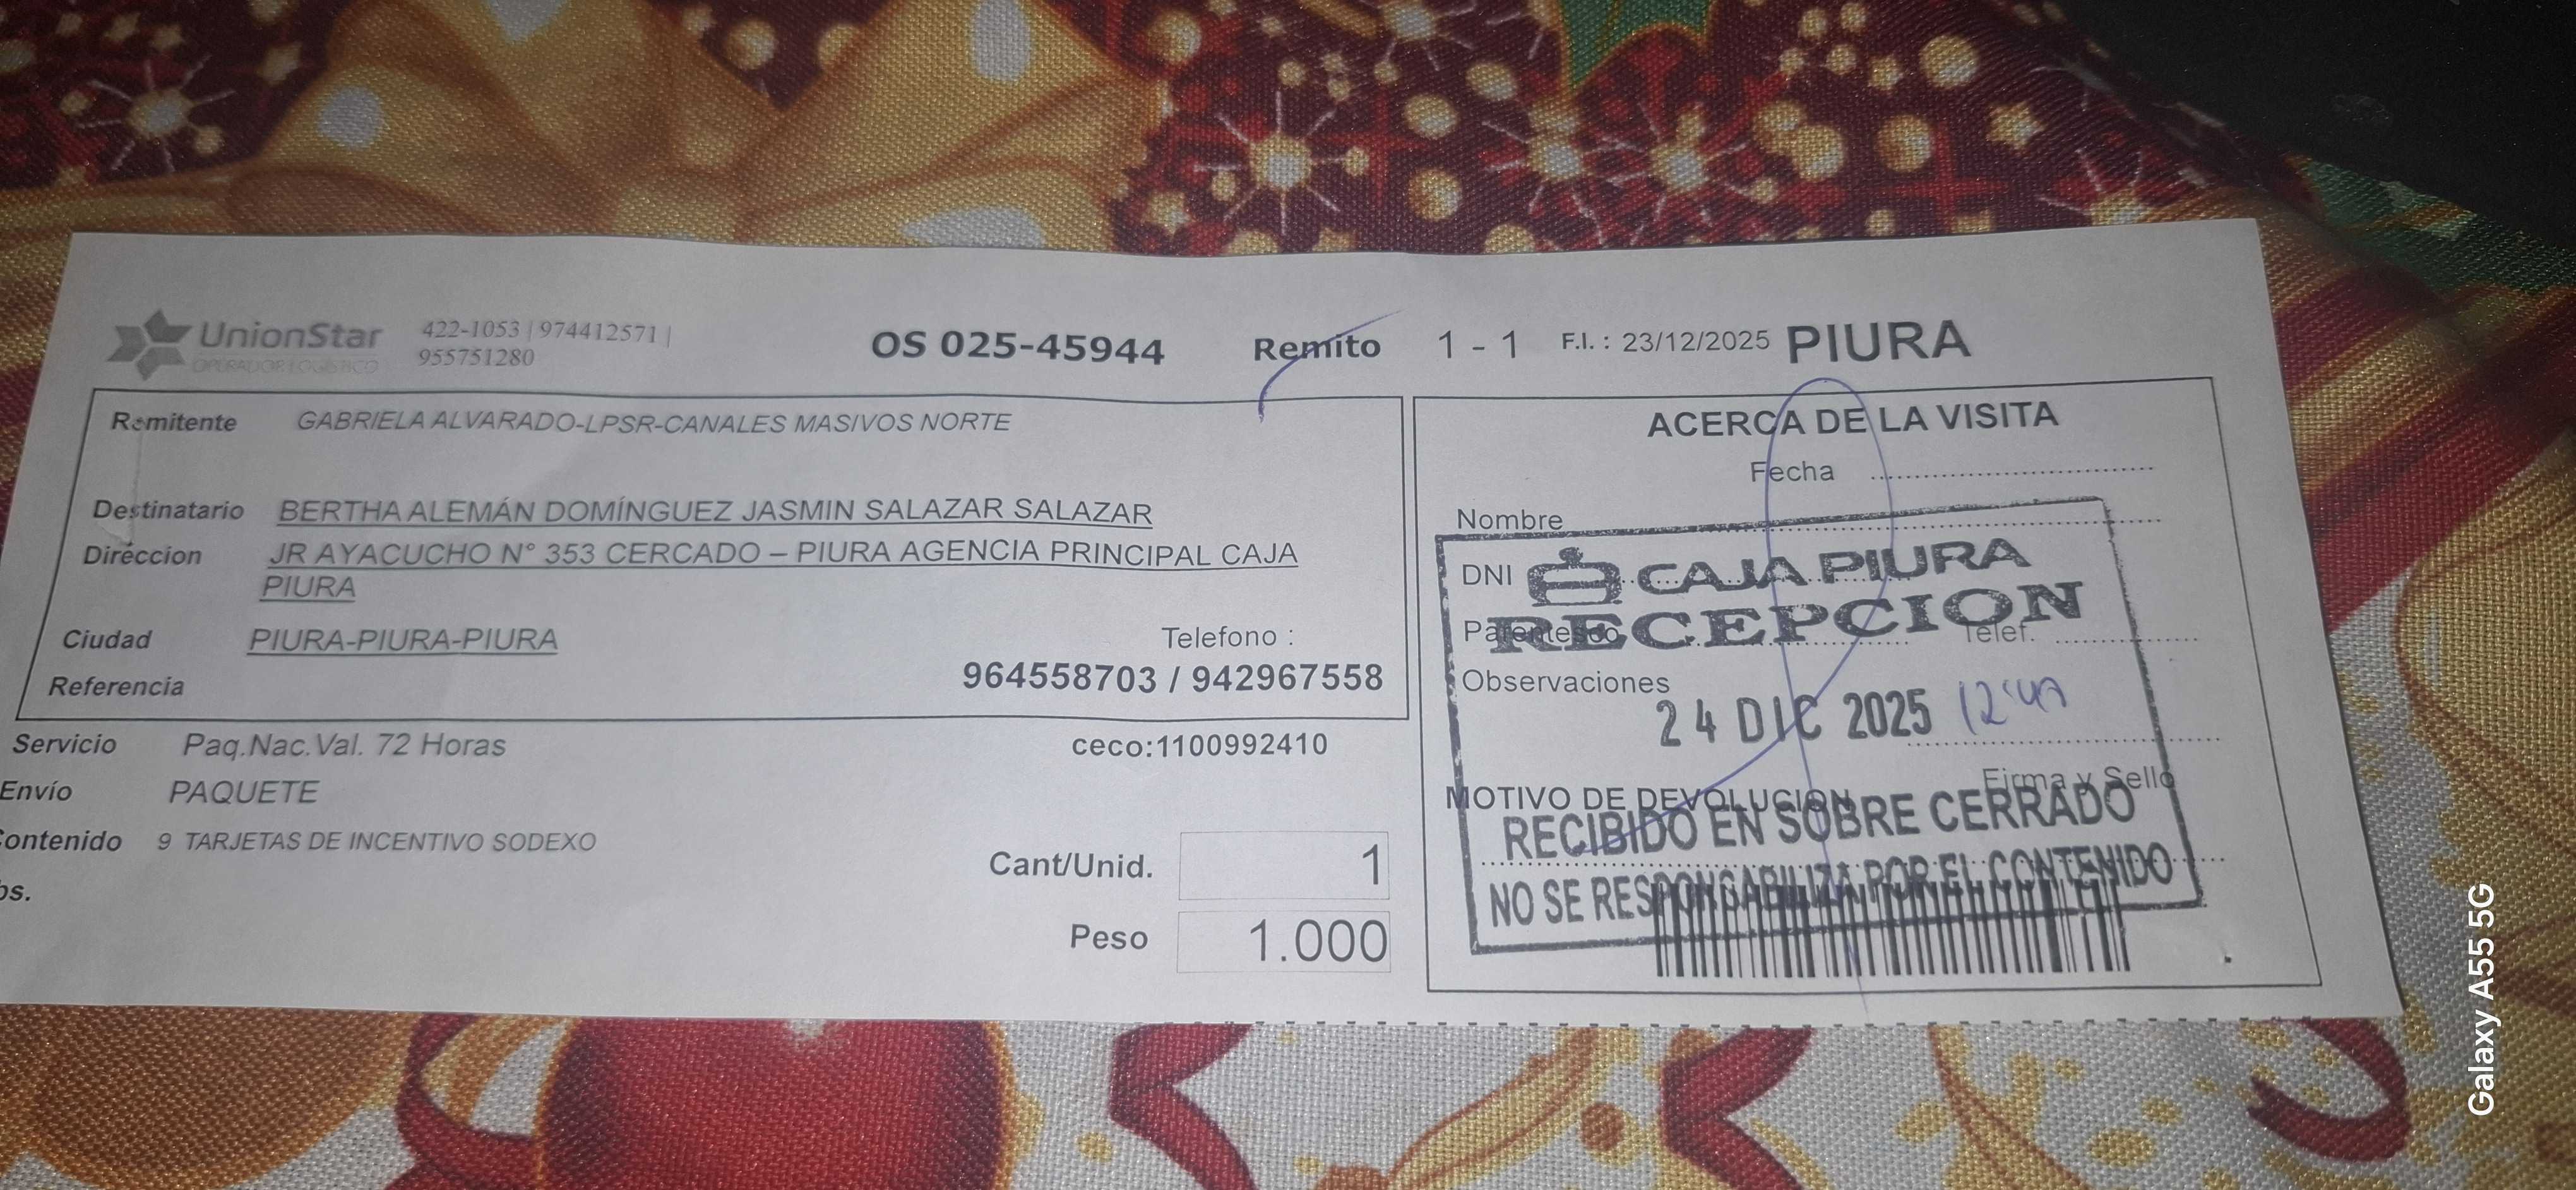 UnionStar
OPERADOR LOGISTICO
422-1053 | 974412571 |
955751280
OS 025-45944
Remito 1 - 1
F.I. : 23/12/2025 PIURA
Remitente GABRIELA ALVARADO-LPSR-CANALES MASIVOS NORTE
Destinatario BERTHA ALEMÁN DOMÍNGUEZ JASMIN SALAZAR SALAZAR
Direccion JR AYACUCHO N° 353 CERCADO – PIURA AGENCIA PRINCIPAL CAJA
PIURA
Ciudad PIURA-PIURA-PIURA
Telefono :
Referencia 964558703 / 942967558
Servicio Paq.Nac.Val. 72 Horas
ceco:1100992410
Envío PAQUETE
Contenido 9 TARJETAS DE INCENTIVO SODEXO
bs.
Cant/Unid. 1
Peso 1.000
ACERCA DE LA VISITA
Fecha
Nombre
DNI
Parentesco Telef.
Observaciones
Firma y Sello
MOTIVO DE DEVOLUCION
CAJA PIURA
RECEPCION
24 DIC 2025 12:47
RECIBIDO EN SOBRE CERRADO
NO SE RESPONSABILIZA POR EL CONTENIDO
Galaxy A55 5G